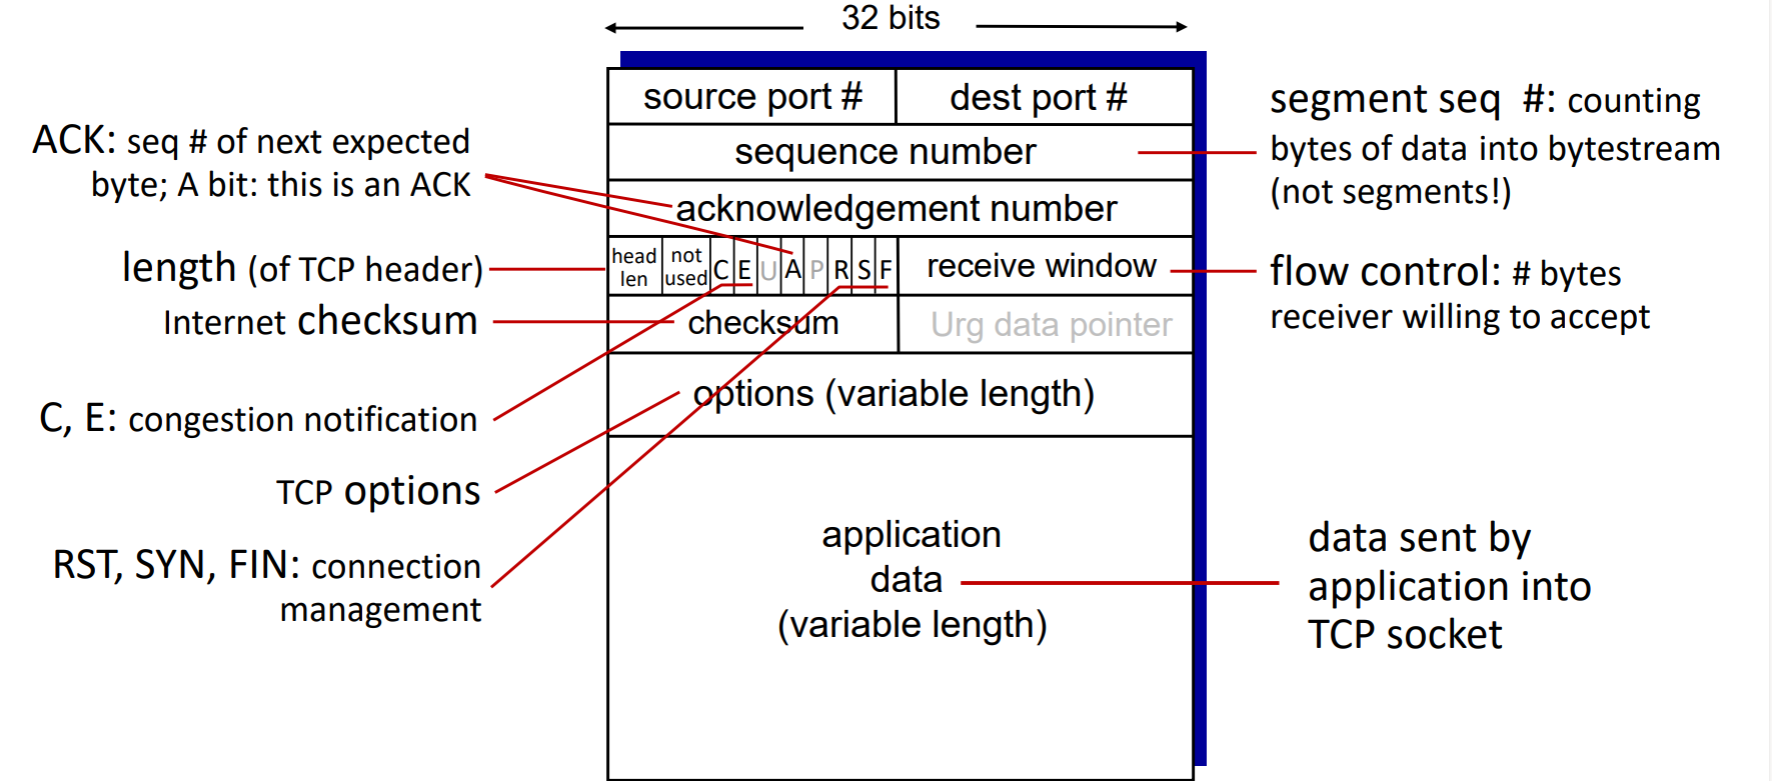 32 bits
source port #
dest port #
sequence number
acknowledgement number
head
len
not
used
C E U A P R S F
receive window
checksum
Urg data pointer
options (variable length)
application
data
(variable length)
ACK: seq # of next expected
byte; A bit: this is an ACK
length (of TCP header)
Internet checksum
C, E: congestion notification
TCP options
RST, SYN, FIN: connection
management
segment seq #: counting
bytes of data into bytestream
(not segments!)
flow control: # bytes
receiver willing to accept
data sent by
application into
TCP socket